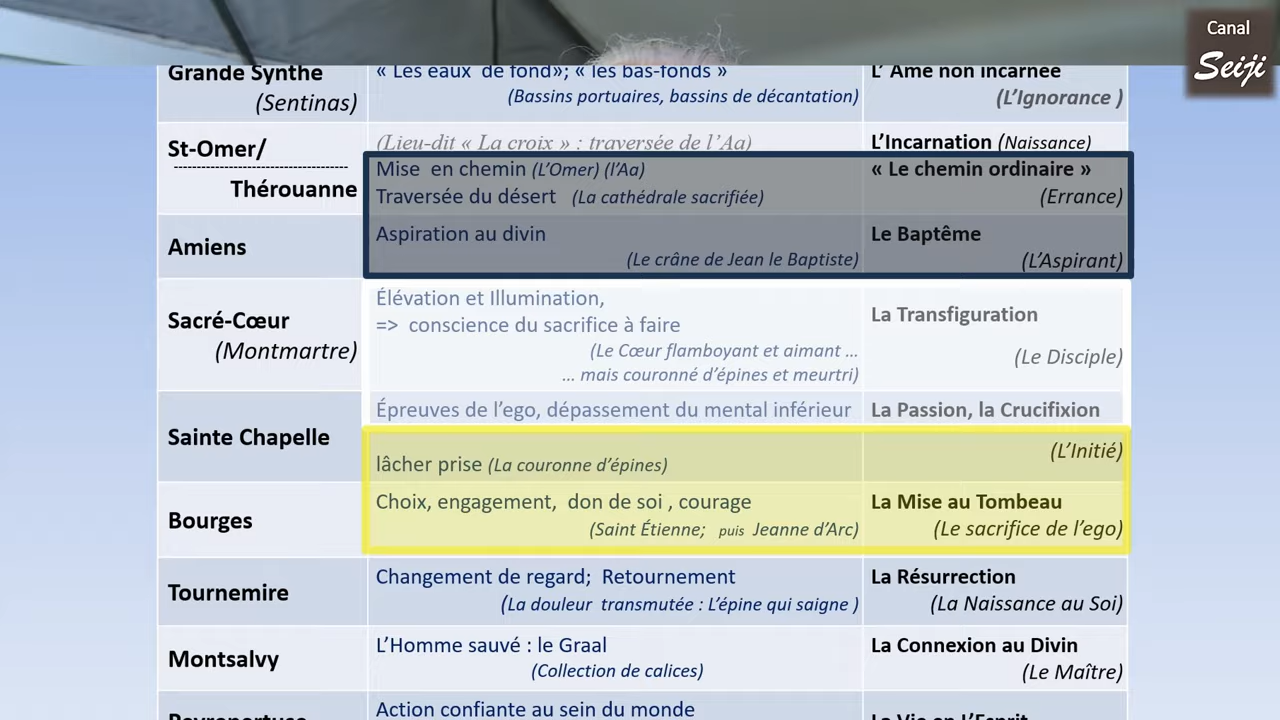 Canal
Seiji
Grande Synthe
(Sentinas)
« Les eaux de fond»; « les bas-fonds »
(Bassins portuaires, bassins de décantation)
L’ Ame non incarnée
(L’Ignorance )
St-Omer/
Thérouanne
(Lieu-dit « La croix » : traversée de l’Aa)
Mise en chemin (L’Omer) (l’Aa)
Traversée du désert (La cathédrale sacrifiée)
L’Incarnation (Naissance)
« Le chemin ordinaire »
(Errance)
Amiens
Aspiration au divin
(Le crâne de Jean le Baptiste)
Le Baptême
(L’Aspirant)
Sacré-Cœur
(Montmartre)
Élévation et Illumination,
=> conscience du sacrifice à faire
(Le Cœur flamboyant et aimant ...
... mais couronné d’épines et meurtri)
La Transfiguration
(Le Disciple)
Sainte Chapelle
Épreuves de l’ego, dépassement du mental inférieur
lâcher prise (La couronne d’épines)
La Passion, la Crucifixion
(L’Initié)
Bourges
Choix, engagement, don de soi , courage
(Saint Étienne; puis Jeanne d’Arc)
La Mise au Tombeau
(Le sacrifice de l’ego)
Tournemire
Changement de regard; Retournement
(La douleur transmutée : L’épine qui saigne )
La Résurrection
(La Naissance au Soi)
Montsalvy
L’Homme sauvé : le Graal
(Collection de calices)
La Connexion au Divin
(Le Maître)
Peyrepertuse
Action confiante au sein du monde
La Vie en l’Esprit